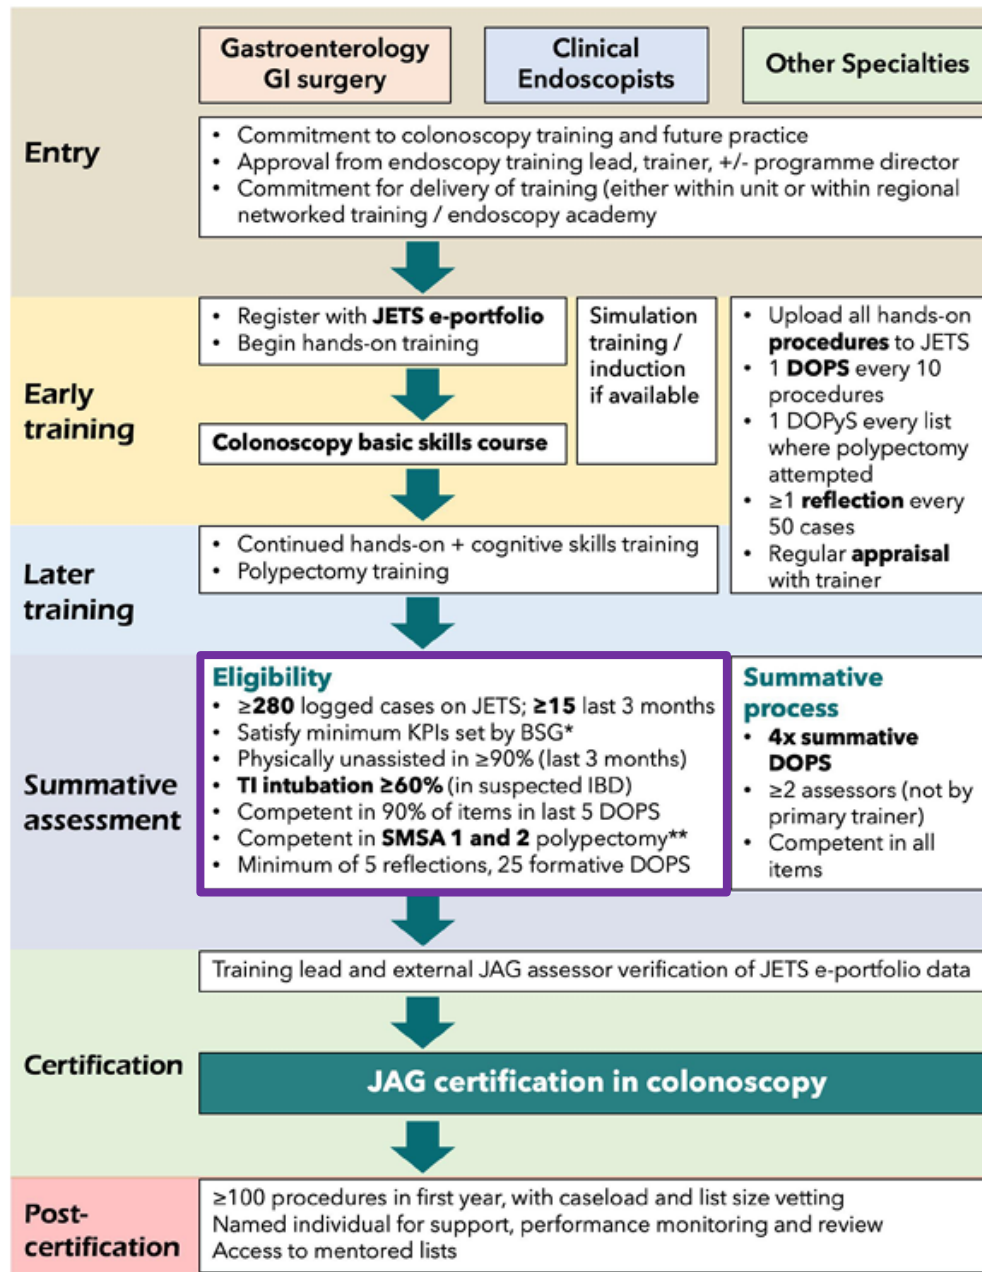 Gastroenterology
GI surgery
Clinical
Endoscopists
Other Specialties
Entry
• Commitment to colonoscopy training and future practice
• Approval from endoscopy training lead, trainer, +/- programme director
• Commitment for delivery of training (either within unit or within regional
networked training / endoscopy academy
Early
training
• Register with JETS e-portfolio
• Begin hands-on training
Colonoscopy basic skills course
Simulation
training /
induction
if available
• Upload all hands-on
procedures to JETS
• 1 DOPS every 10
procedures
• 1 DOPyS every list
where polypectomy
attempted
• ≥1 reflection every
50 cases
• Regular appraisal
with trainer
Later
training
• Continued hands-on + cognitive skills training
• Polypectomy training
Summative
assessment
Eligibility
• ≥280 logged cases on JETS; ≥15 last 3 months
• Satisfy minimum KPIs set by BSG*
• Physically unassisted in ≥90% (last 3 months)
• TI intubation ≥60% (in suspected IBD)
• Competent in 90% of items in last 5 DOPS
• Competent in SMSA 1 and 2 polypectomy**
• Minimum of 5 reflections, 25 formative DOPS
Summative
process
• 4x summative
DOPS
• ≥2 assessors (not by
primary trainer)
• Competent in all
items
Certification
Training lead and external JAG assessor verification of JETS e-portfolio data
JAG certification in colonoscopy
Post-
certification
≥100 procedures in first year, with caseload and list size vetting
Named individual for support, performance monitoring and review
Access to mentored lists